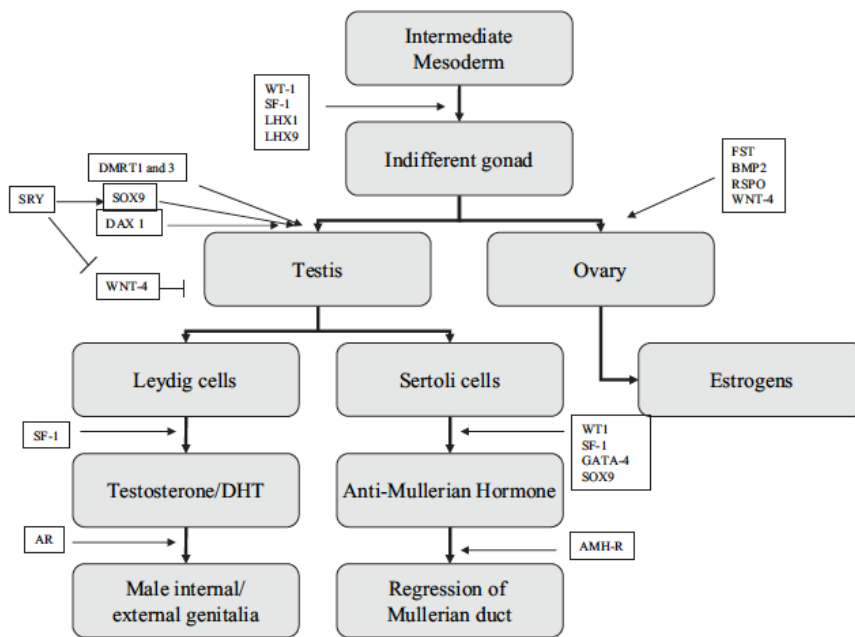 Intermediate
Mesoderm
WT-1
SF-1
LHX1
LHX9
Indifferent gonad
FST
BMP2
RSPO
WNT-4
DMRT1 and 3
SRY
SOX9
DAX 1
WNT-4
Testis
Ovary
Leydig cells
Sertoli cells
Estrogens
SF-1
WT1
SF-1
GATA-4
SOX9
Testosterone/DHT
Anti-Mullerian Hormone
AR
AMH-R
Male internal/
external genitalia
Regression of
Mullerian duct